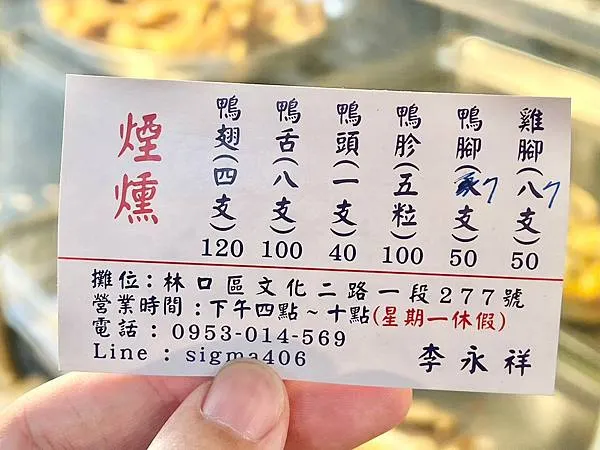 煙燻
鴨翅(四支)
120
鴨舌(八支)
100
鴨頭(一支)
40
鴨胗(五粒)
100
鴨腳(7支)
50
雞腳(八7支)
50
攤位:林口區文化二路一段277號
營業時間:下午四點~十點(星期一休假)
電話: 0953-014-569
Line : sigma406
李永祥